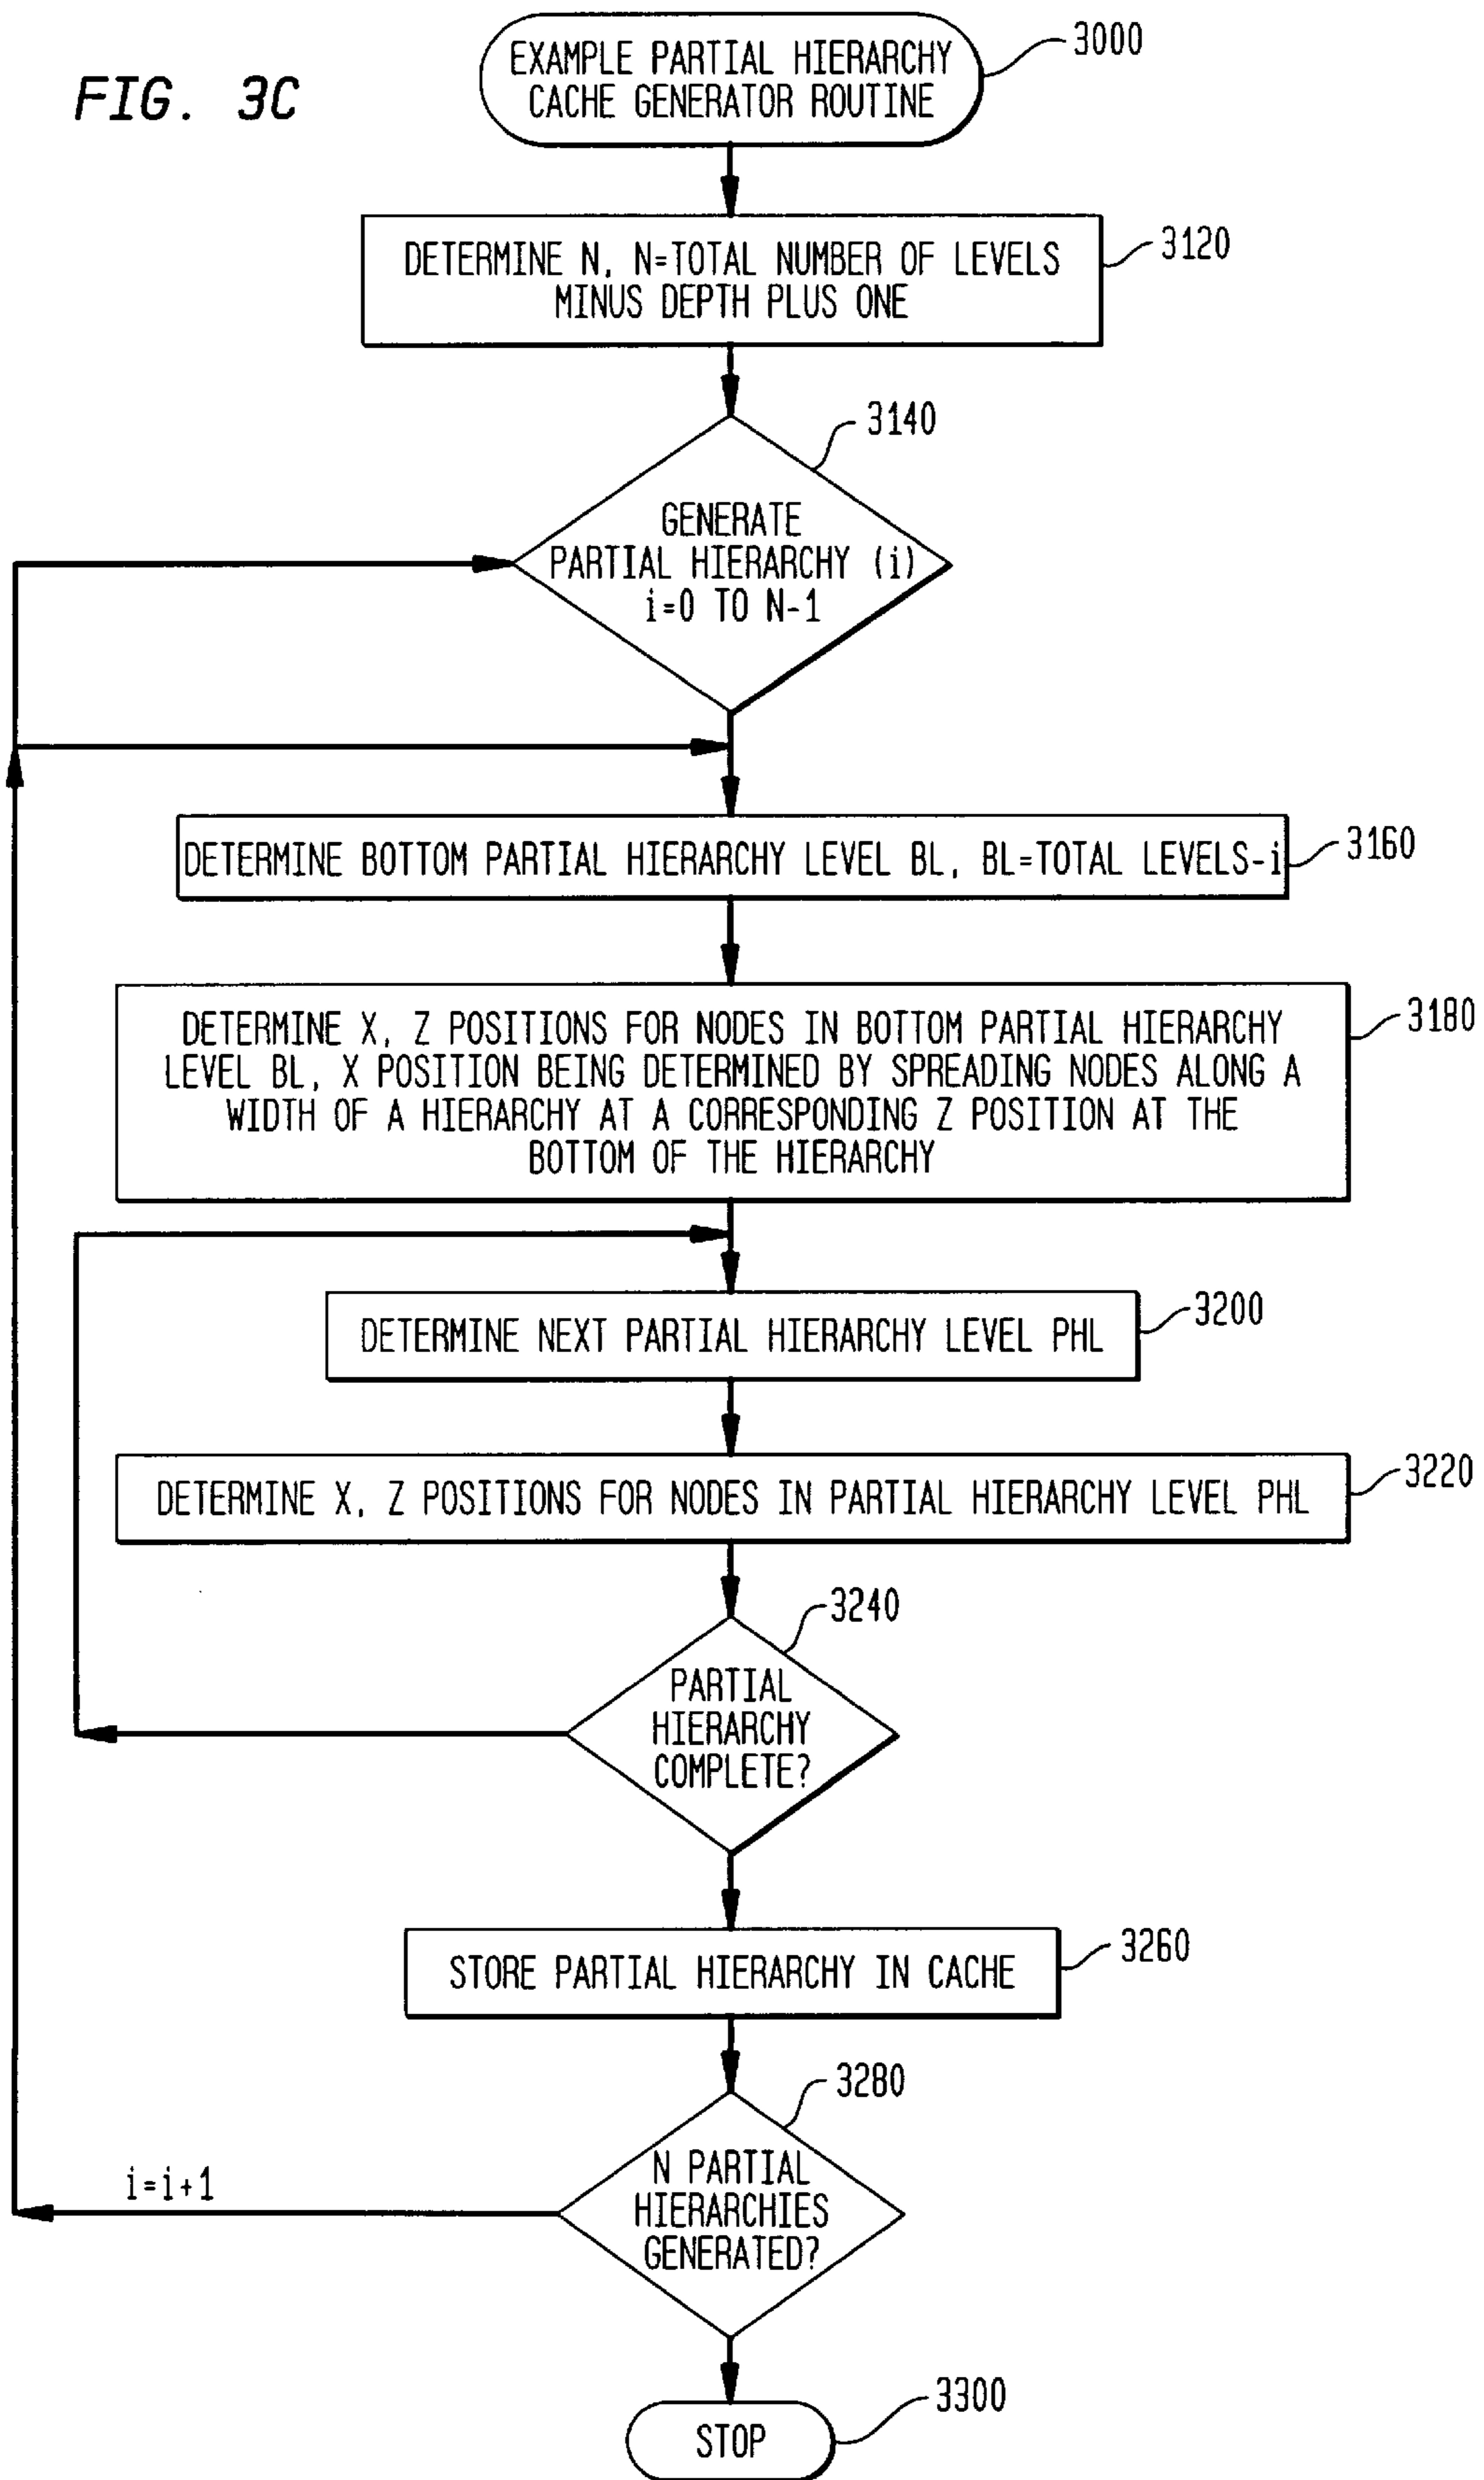 FIG. 3C
EXAMPLE PARTIAL HIERARCHY
CACHE GENERATOR ROUTINE
3000
DETERMINE N, N=TOTAL NUMBER OF LEVELS
MINUS DEPTH PLUS ONE
3120
3140
GENERATE
PARTIAL HIERARCHY (i)
i=0 TO N-1
DETERMINE BOTTOM PARTIAL HIERARCHY LEVEL BL, BL=TOTAL LEVELS-i
3160
DETERMINE X, Z POSITIONS FOR NODES IN BOTTOM PARTIAL HIERARCHY
LEVEL BL, X POSITION BEING DETERMINED BY SPREADING NODES ALONG A
WIDTH OF A HIERARCHY AT A CORRESPONDING Z POSITION AT THE
BOTTOM OF THE HIERARCHY
3180
DETERMINE NEXT PARTIAL HIERARCHY LEVEL PHL
3200
DETERMINE X, Z POSITIONS FOR NODES IN PARTIAL HIERARCHY LEVEL PHL
3220
3240
PARTIAL
HIERARCHY
COMPLETE?
STORE PARTIAL HIERARCHY IN CACHE
3260
3280
N PARTIAL
HIERARCHIES
GENERATED?
i=i+1
STOP
3300